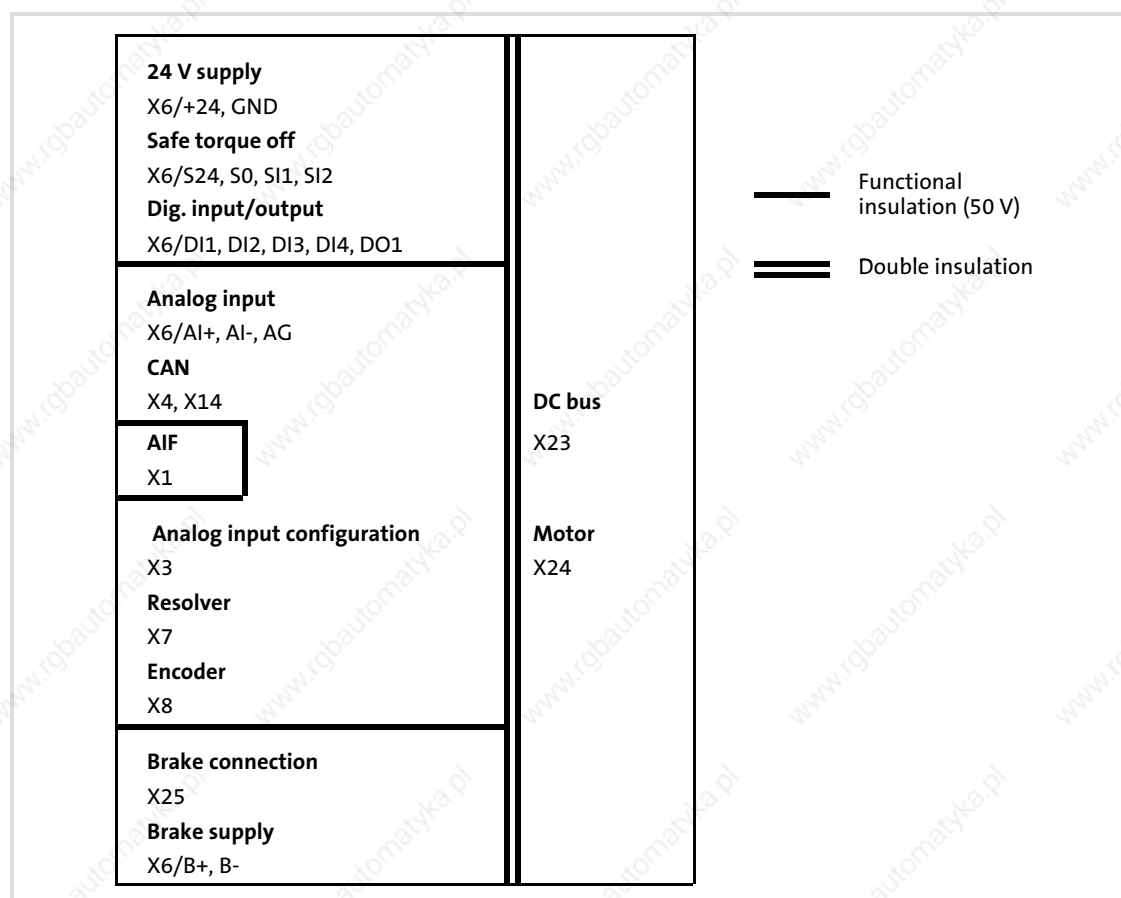 24 V supply
X6/+24, GND
Safe torque off
X6/S24, S0, SI1, SI2
Dig. input/output
X6/DI1, DI2, DI3, DI4, DO1
Analog input
X6/AI+, AI-, AG
CAN
X4, X14
AIF
X1
Analog input configuration
X3
Resolver
X7
Encoder
X8
Brake connection
X25
Brake supply
X6/B+, B-
DC bus
X23
Motor
X24
Functional
insulation (50 V)
Double insulation
www.rgbautomatyka.pl